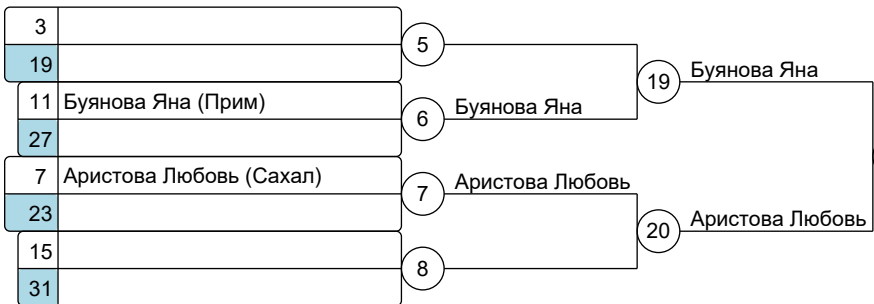 3
5
19
19 Буянова Яна
11 Буянова Яна (Прим)
6 Буянова Яна
27
7 Аристова Любовь (Сахал)
7 Аристова Любовь
23
20 Аристова Любовь
15
8
31